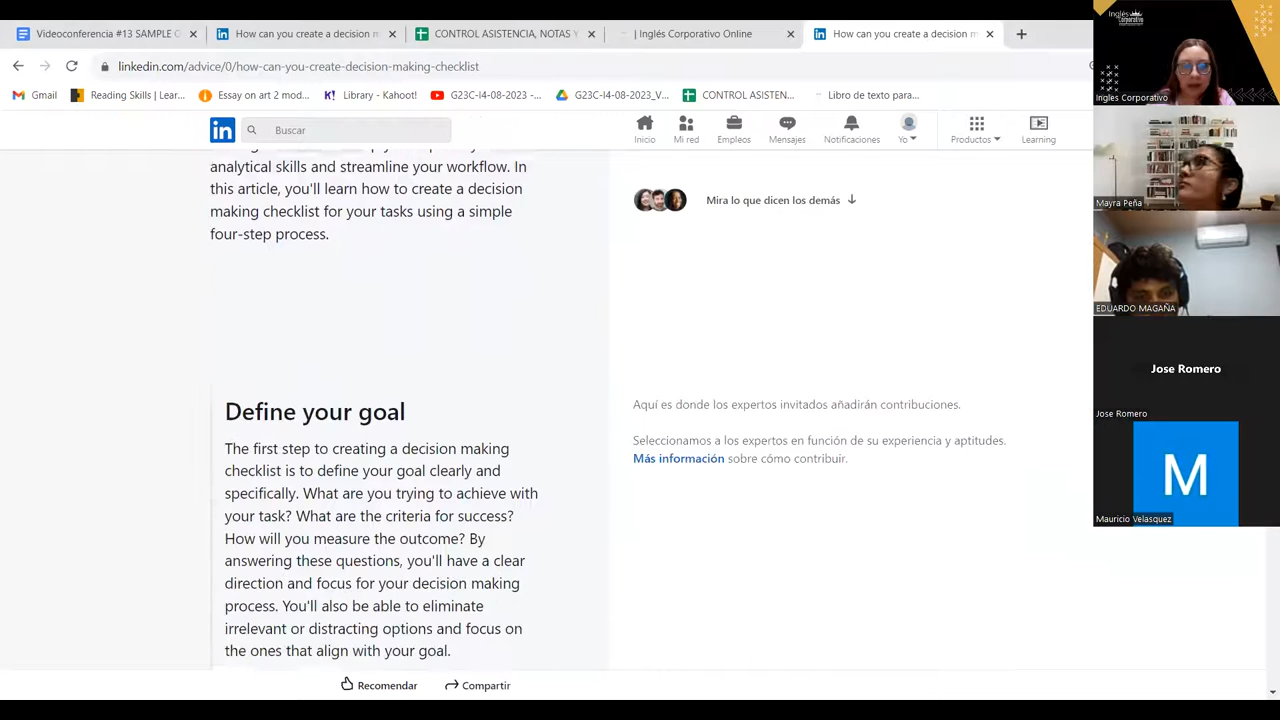 Videoconferencia #13 SAMPLE C
How can you create a decision m
CONTROL ASISTENCIA, NOTAS Y
| Inglés Corporativo Online
How can you create a decision m
linkedin.com/advice/0/how-can-you-create-decision-making-checklist
Gmail
Reading Skills | Lear...
Essay on art 2 mod...
Library - Ka
G23C-I4-08-2023 -...
G23C-I4-08-2023_V...
CONTROL ASISTEN...
Libro de texto para...
in
Buscar
Inicio
Mi red
Empleos
Mensajes
Notificaciones
Yo
Productos
Learning
analytical skills and streamline your workflow. In
this article, you'll learn how to create a decision
making checklist for your tasks using a simple
four-step process.
Mira lo que dicen los demás
Define your goal
The first step to creating a decision making
checklist is to define your goal clearly and
specifically. What are you trying to achieve with
your task? What are the criteria for success?
How will you measure the outcome? By
answering these questions, you'll have a clear
direction and focus for your decision making
process. You'll also be able to eliminate
irrelevant or distracting options and focus on
the ones that align with your goal.
Aquí es donde los expertos invitados añadirán contribuciones.
Seleccionamos a los expertos en función de su experiencia y aptitudes.
Más información sobre cómo contribuir.
Recomendar
Compartir
Inglés
Corporativo
Ingles Corporativo
Mayra Peña
EDUARDO MAGAÑA
Jose Romero
Jose Romero
M
Mauricio Velasquez